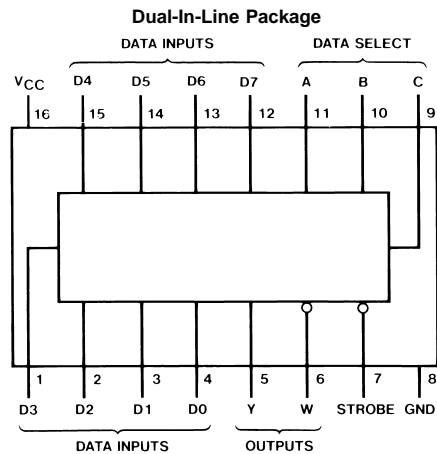 Dual-In-Line Package
DATA INPUTS DATA SELECT
VCC D4 D5 D6 D7 A B C
16 15 14 13 12 11 10 9
1 2 3 4 5 6 7 8
D3 D2 D1 D0 Y W STROBE GND
DATA INPUTS OUTPUTS